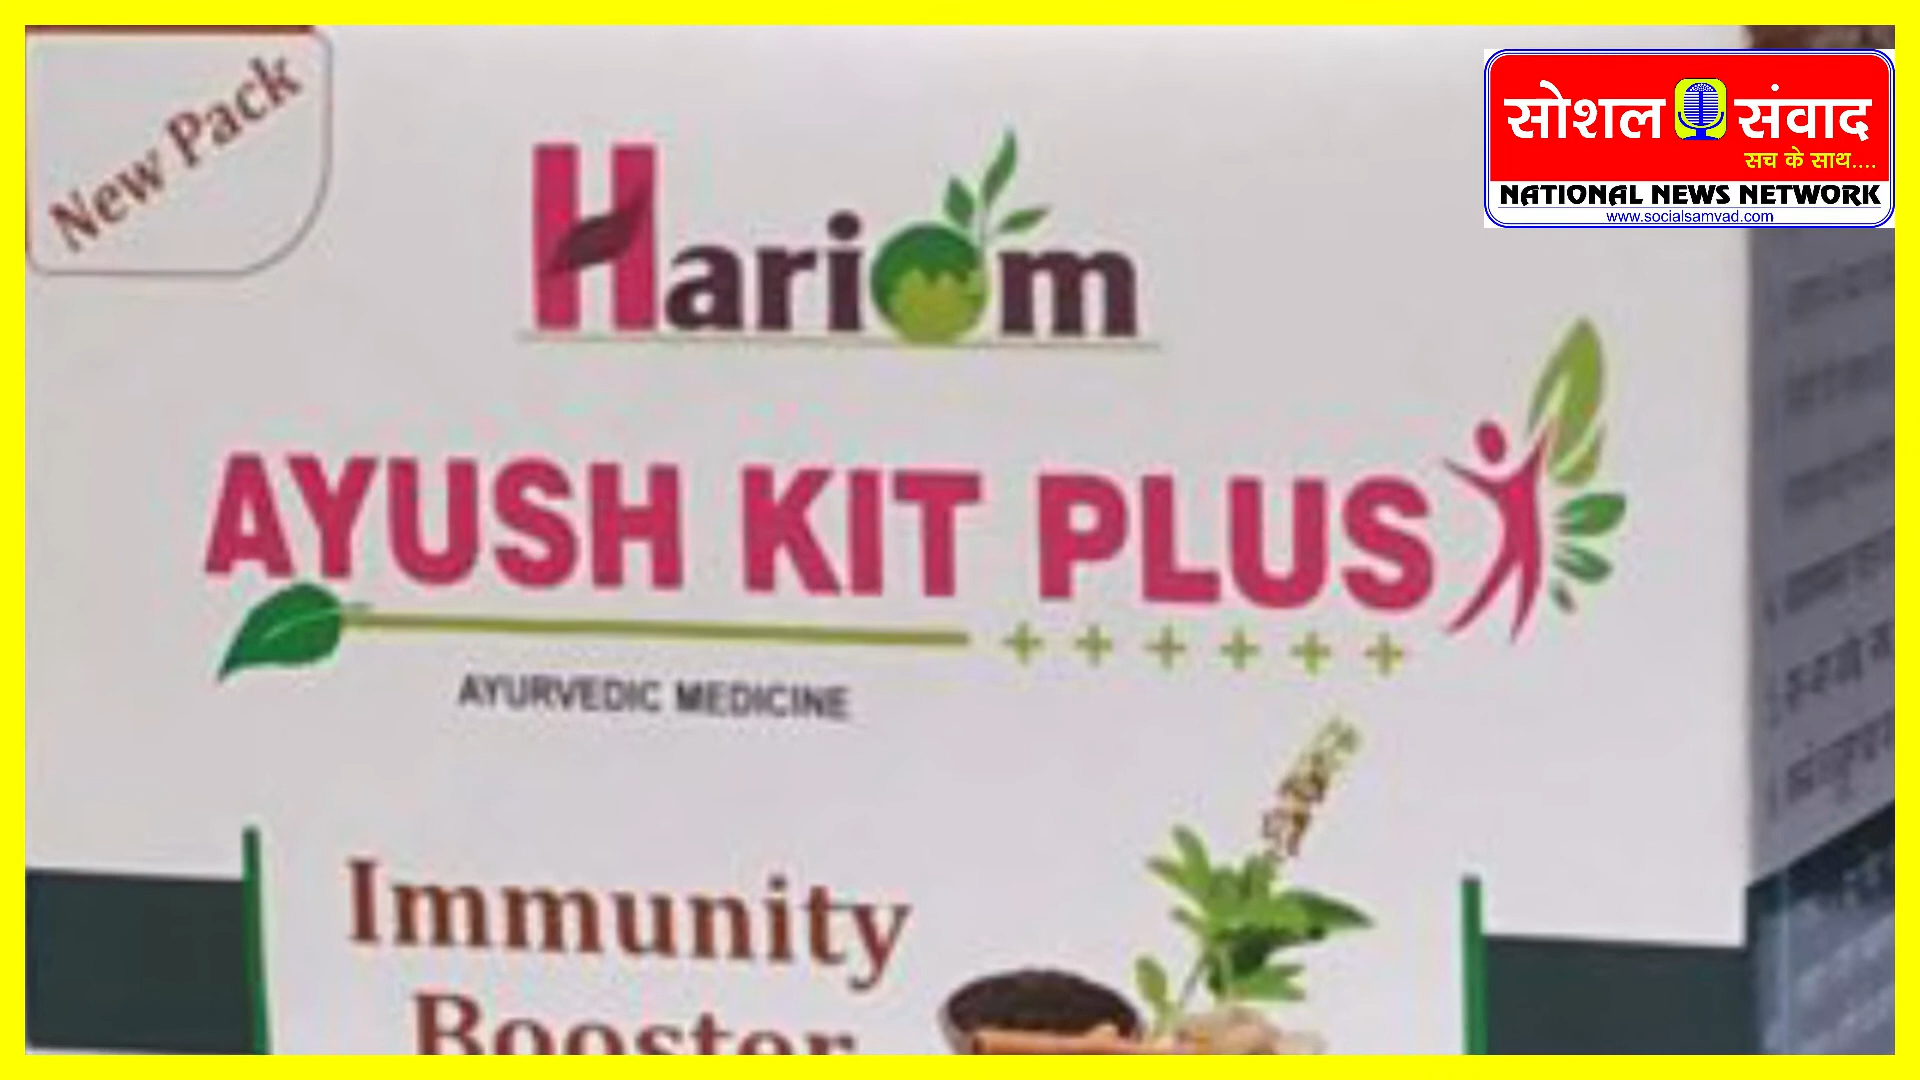 New Pack
सोशल संवाद
सच के साथ....
NATIONAL NEWS NETWORK
www.socialsamvad.com
Hariom
AYUSH KIT PLUS
AYURVEDIC MEDICINE
Immunity
Booster